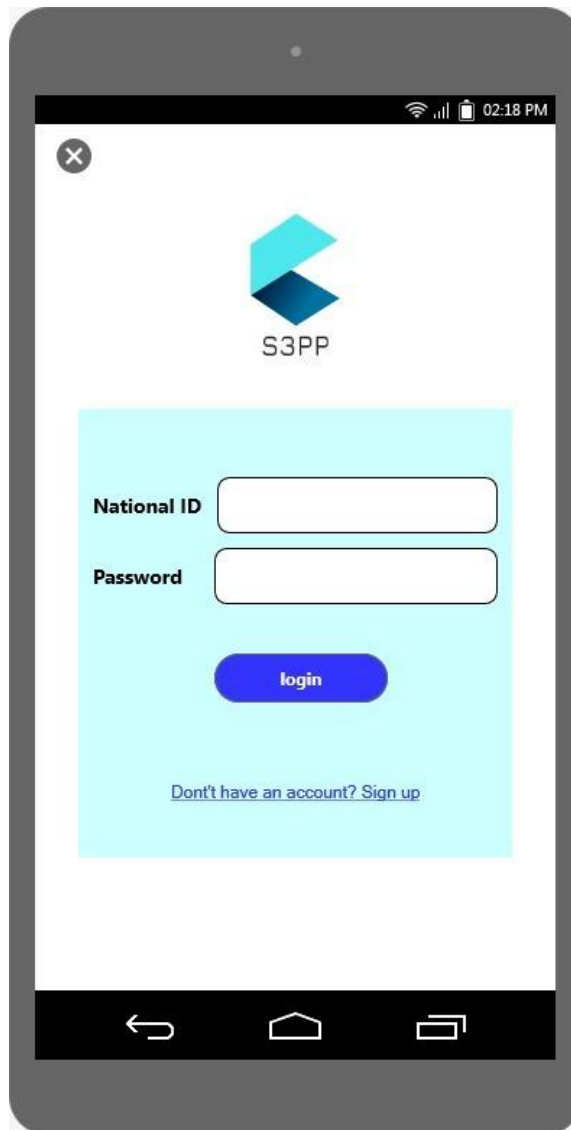 02:18 PM
S3PP
National ID
Password
login
Dont't have an account? Sign up